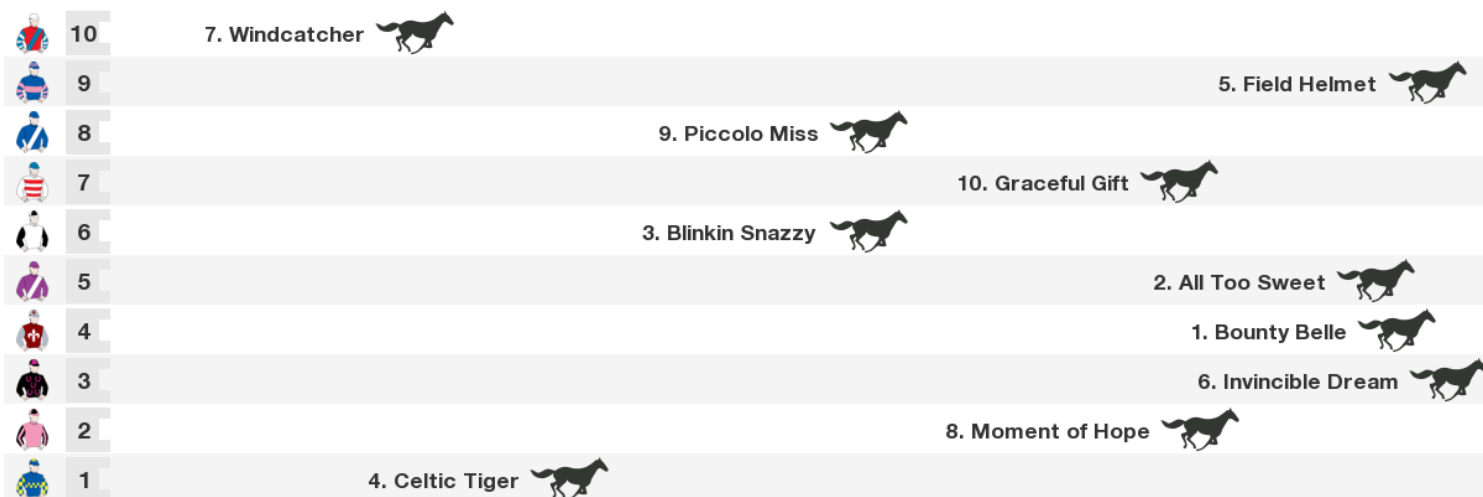 10 7. Windcatcher
9 5. Field Helmet
8 9. Piccolo Miss
7 10. Graceful Gift
6 3. Blinkin Snazzy
5 2. All Too Sweet
4 1. Bounty Belle
3 6. Invincible Dream
2 8. Moment of Hope
1 4. Celtic Tiger